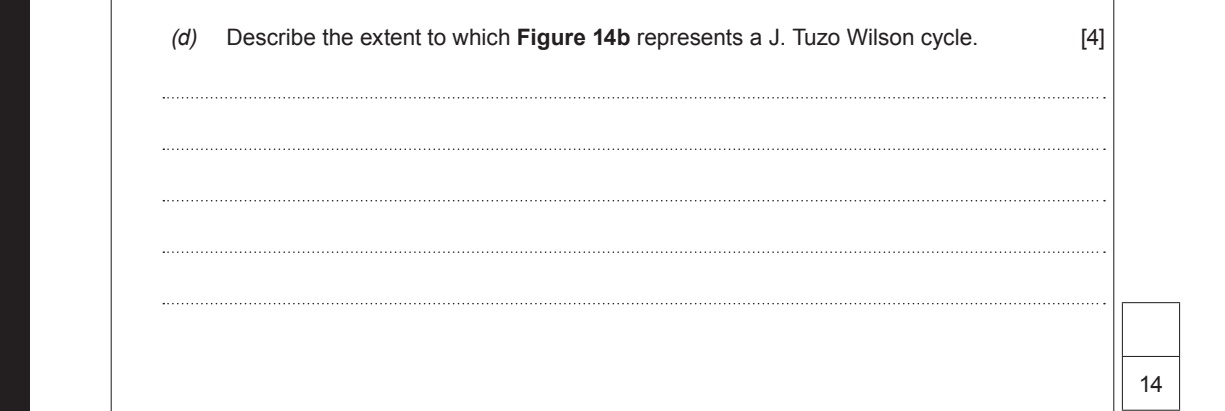 (d) Describe the extent to which Figure 14b represents a J. Tuzo Wilson cycle. [4]
14